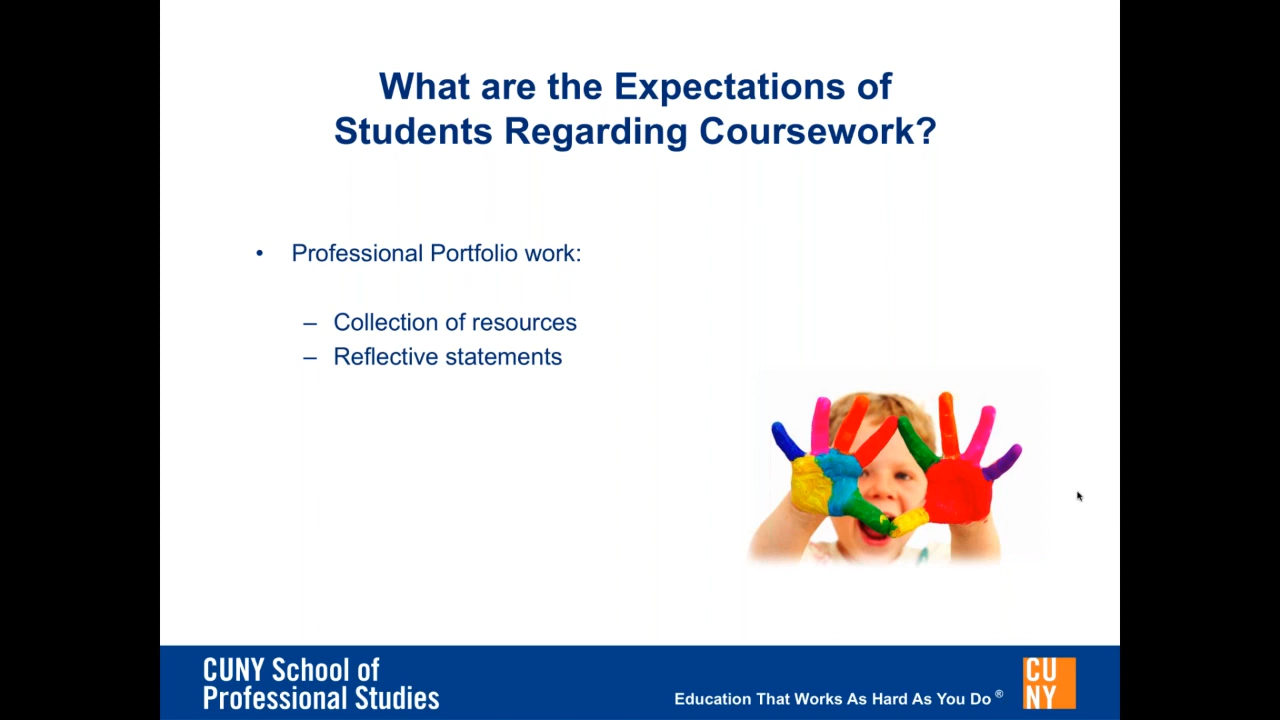 What are the Expectations of
Students Regarding Coursework?
• Professional Portfolio work:
– Collection of resources
– Reflective statements
CUNY School of
Professional Studies
Education That Works As Hard As You Do ®
CU
NY